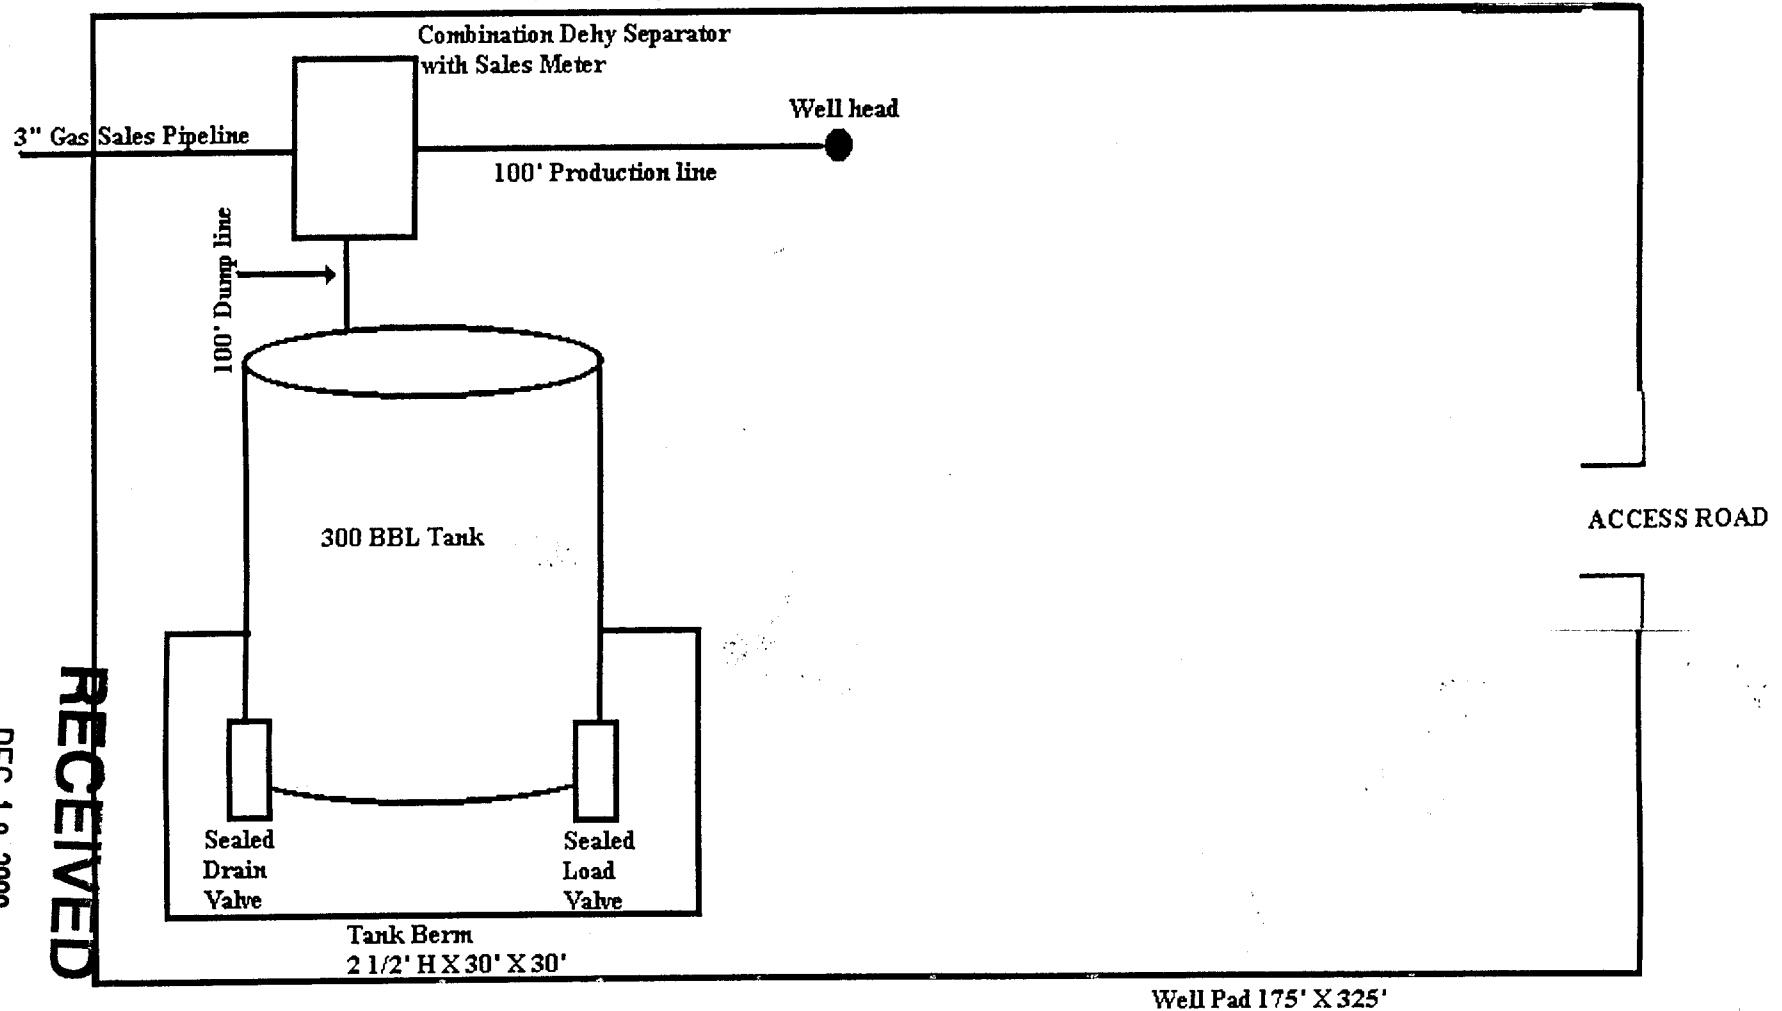 Combination Dehy Separator
with Sales Meter
Well head
3" Gas Sales Pipeline
100' Production line
100' Dump line
300 BBL Tank
ACCESS ROAD
RECEIVED
Sealed
Drain
Valve
Sealed
Load
Valve
Tank Berm
2 1/2' H X 30' X 30'
Well Pad 175' X 325'